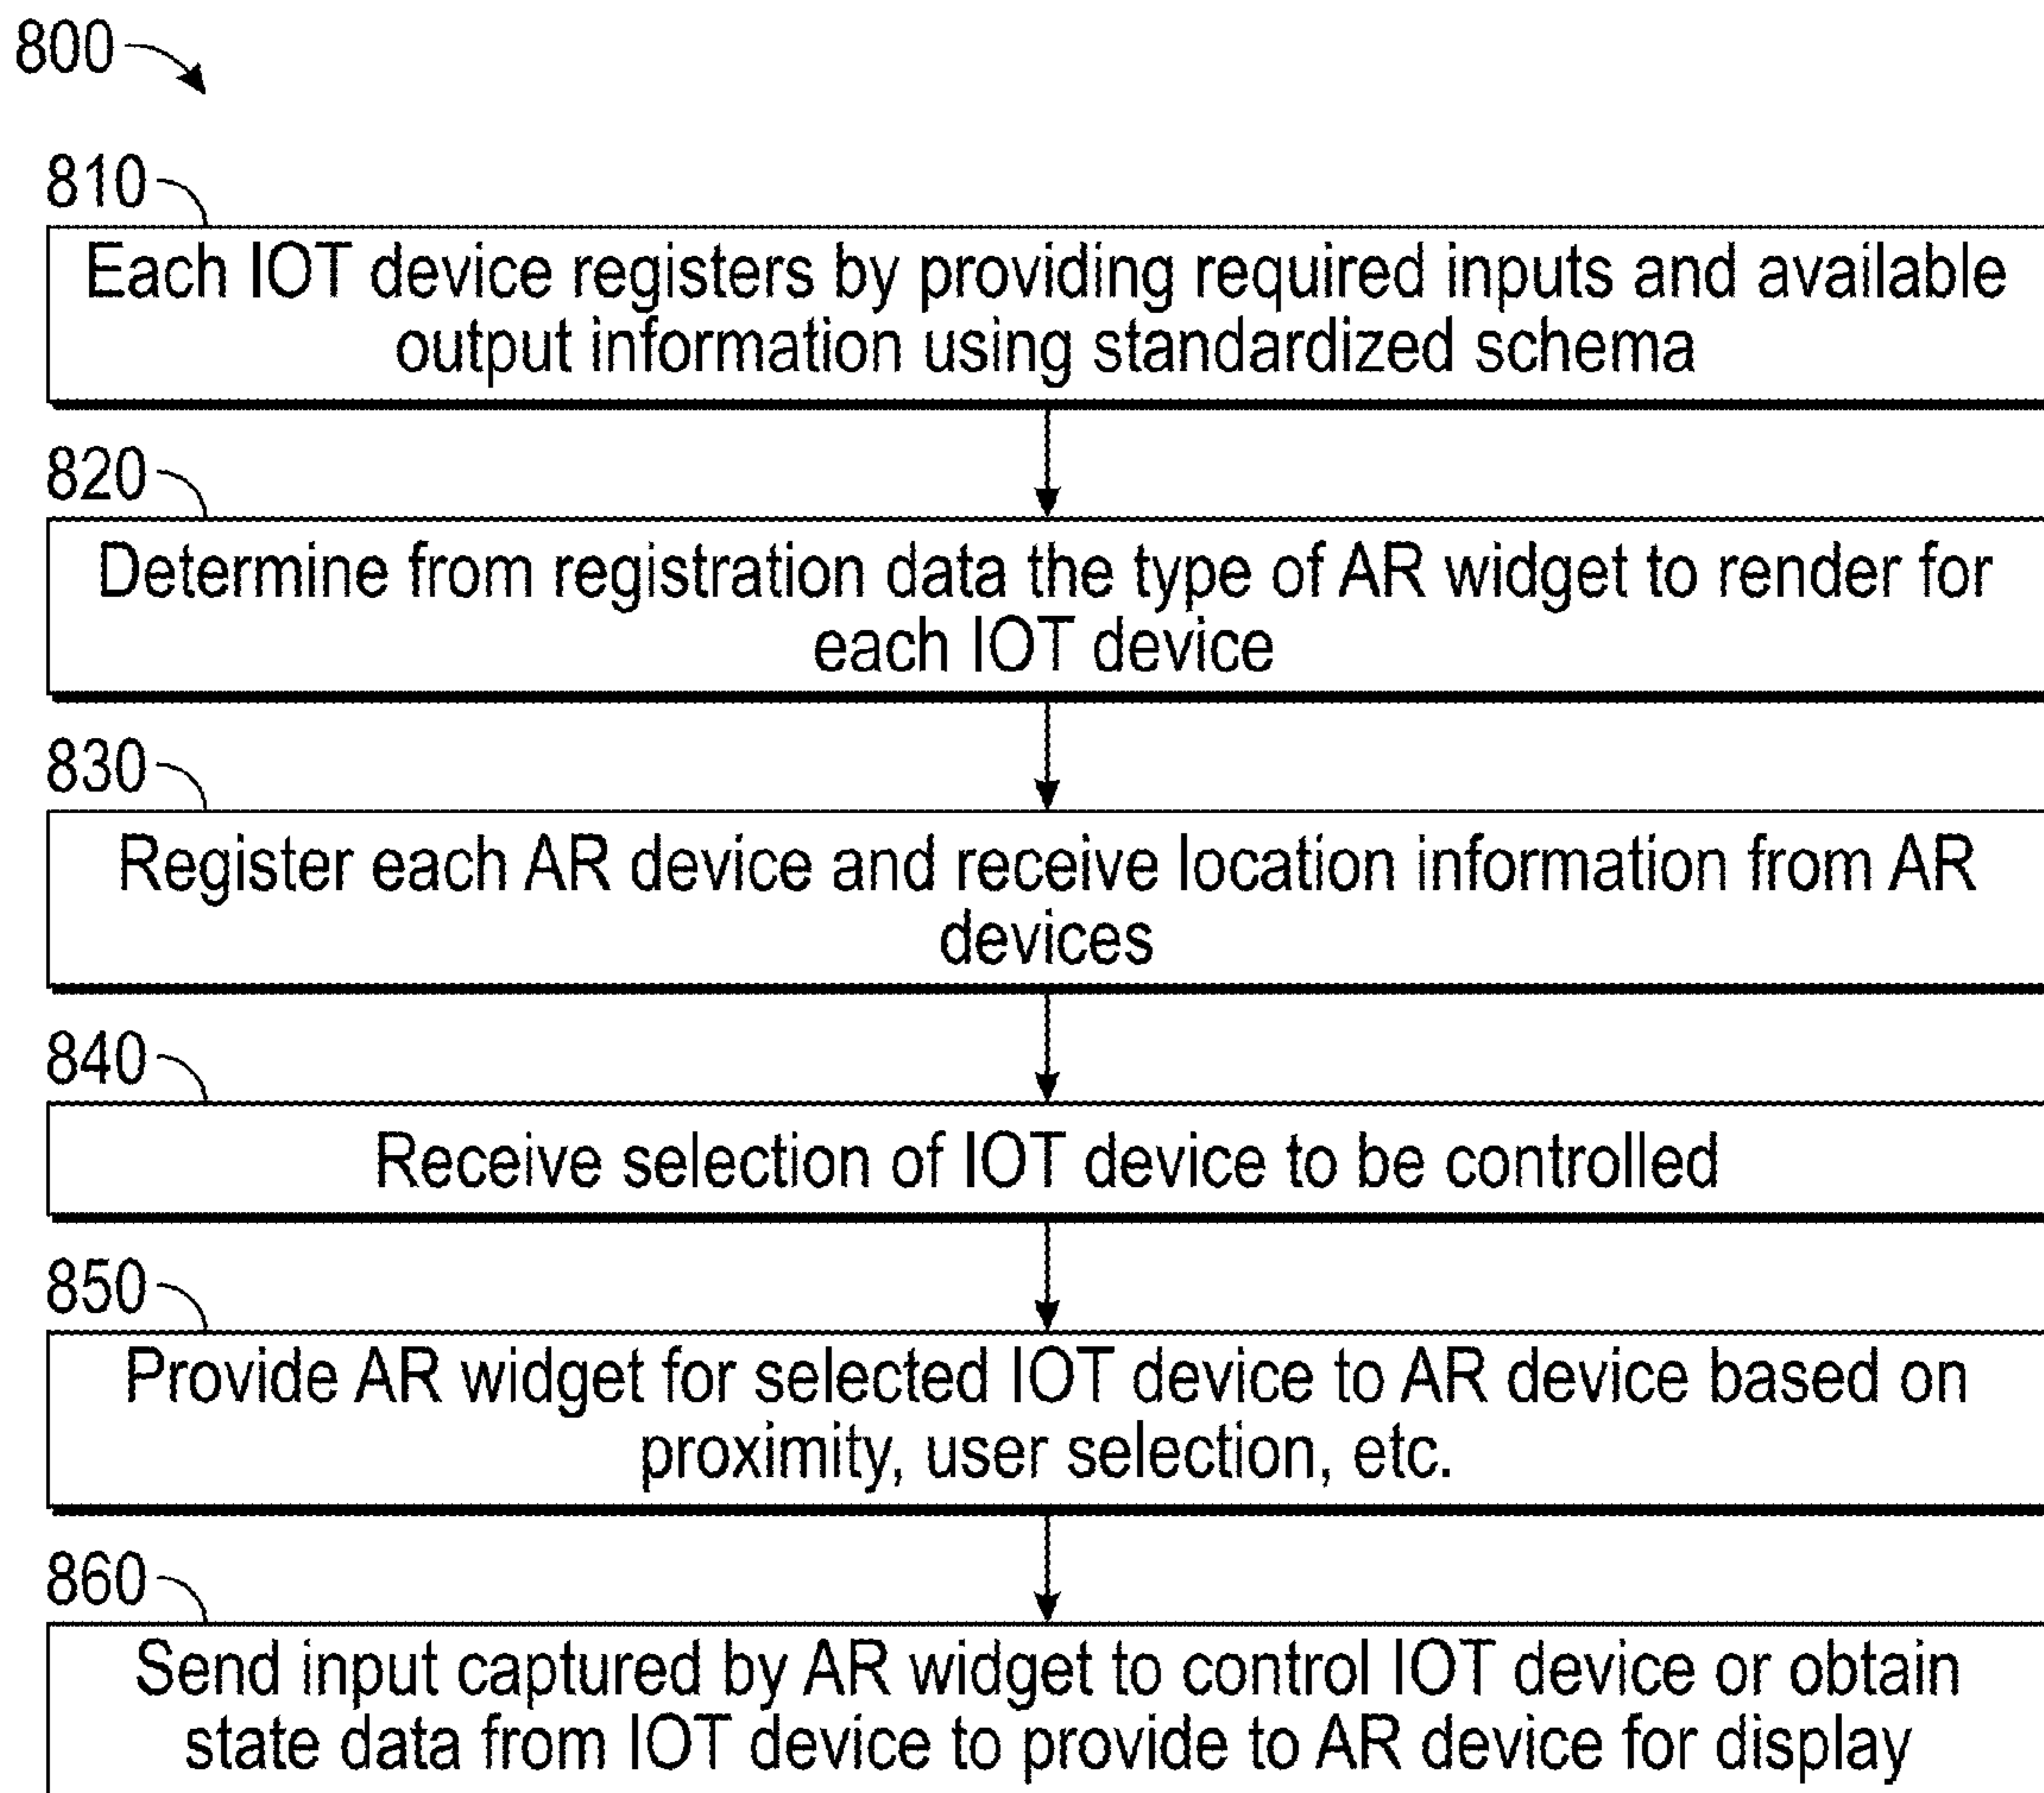 800
810
Each IOT device registers by providing required inputs and available
output information using standardized schema
820
Determine from registration data the type of AR widget to render for
each IOT device
830
Register each AR device and receive location information from AR
devices
840
Receive selection of IOT device to be controlled
850
Provide AR widget for selected IOT device to AR device based on
proximity, user selection, etc.
860
Send input captured by AR widget to control IOT device or obtain
state data from IOT device to provide to AR device for display